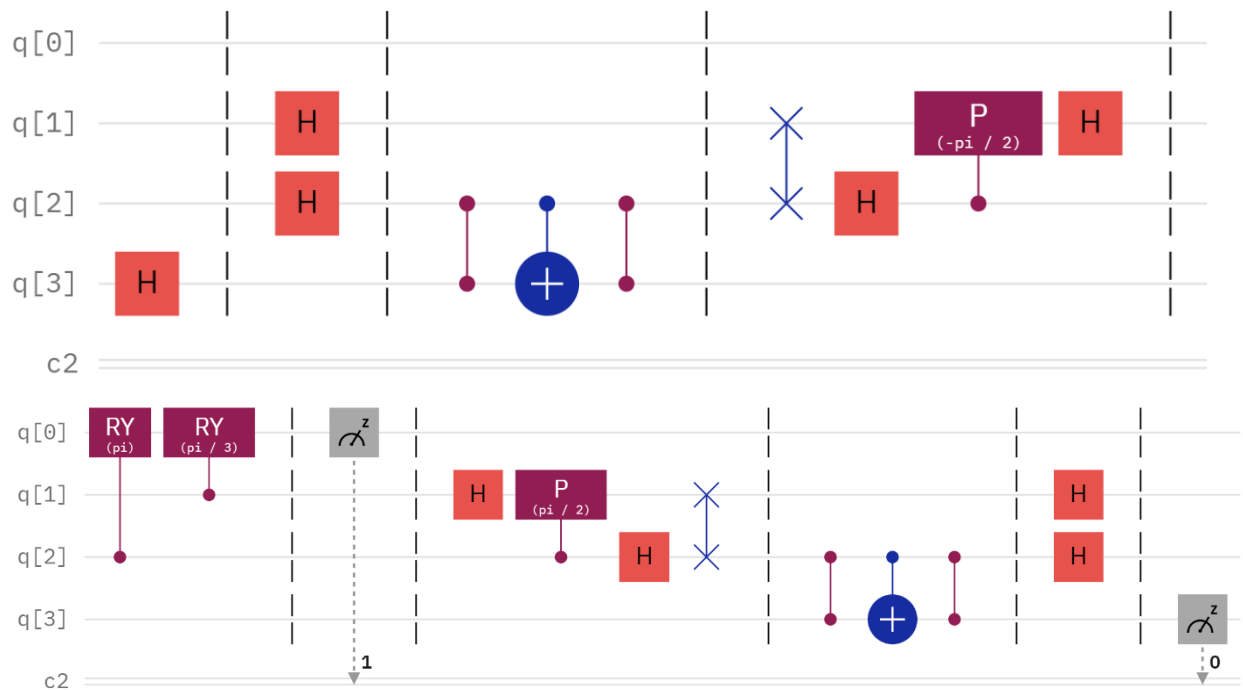 q[0]
q[1] H P (-pi / 2) H
q[2] H H
q[3] H
c2
q[0] RY (pi) RY (pi / 3) z
q[1] H P (pi / 2) H
q[2] H H
q[3] z
c2 1 0